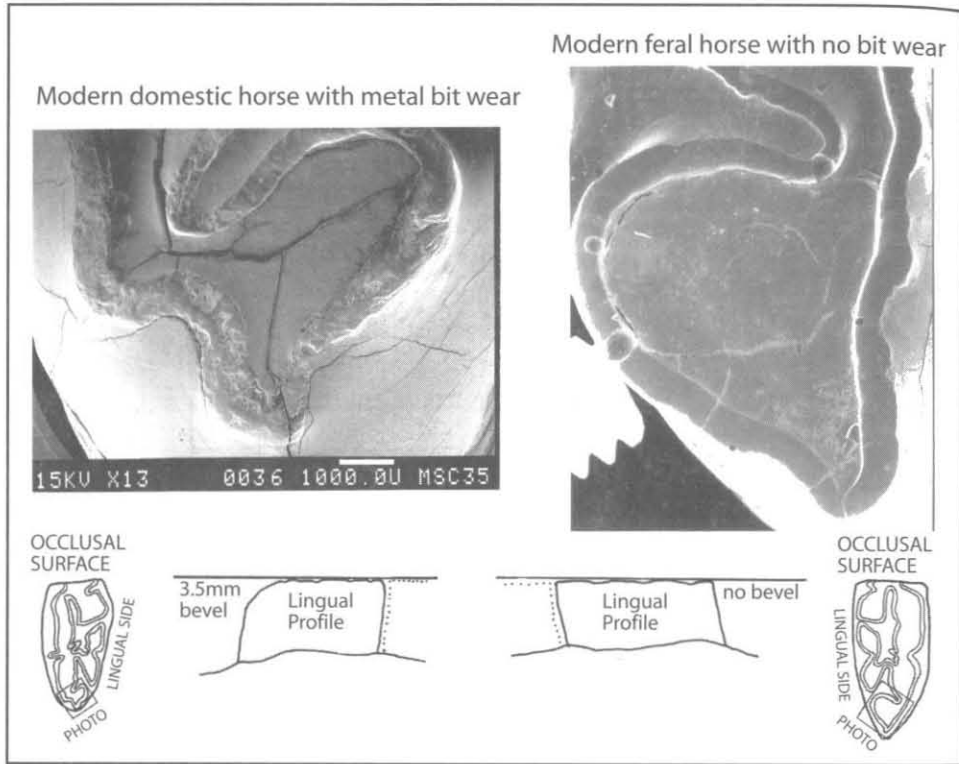 Modern feral horse with no bit wear
Modern domestic horse with metal bit wear
15KV X13 0036 1000.0U MSC35
OCCLUSAL
SURFACE
LINGUAL SIDE
PHOTO
3.5mm
bevel
Lingual
Profile
Lingual
Profile
no bevel
OCCLUSAL
SURFACE
LINGUAL SIDE
PHOTO